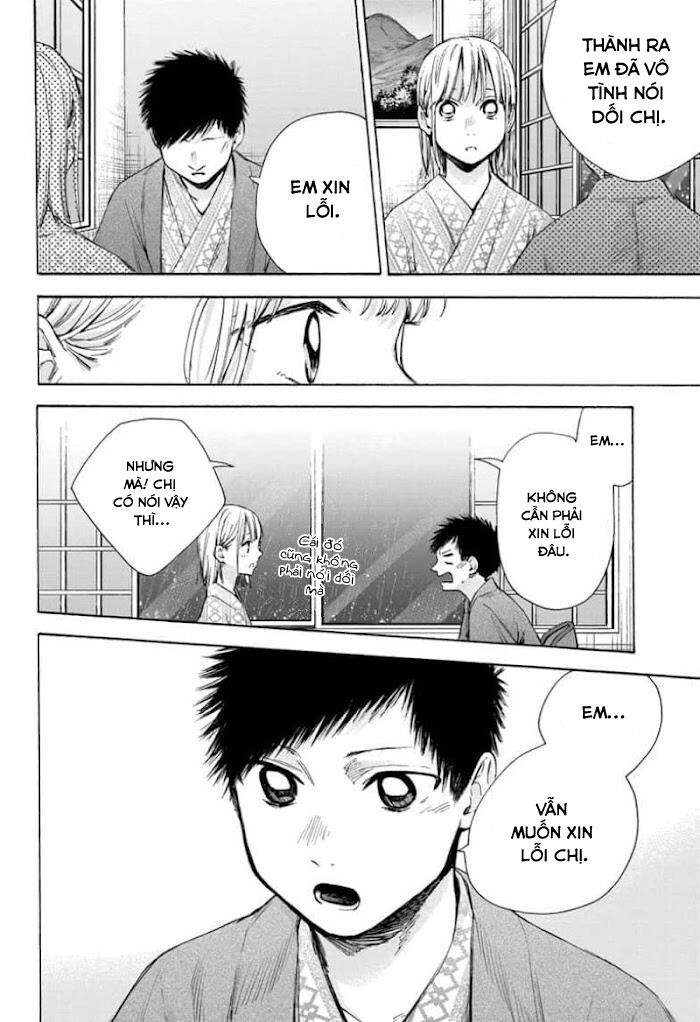 THÀNH RA
EM ĐÃ VÔ
TÌNH NÓI
DỐI CHỊ.
EM XIN
LỖI.
EM...
KHÔNG
CẦN PHẢI
XIN LỖI
ĐÂU.
Cái đó
cũng không
phải nói dối
mà
NHƯNG
MÀ! CHỊ
CÓ NÓI VẬY
THÌ...
EM...
VẪN
MUỐN XIN
LỖI CHỊ.